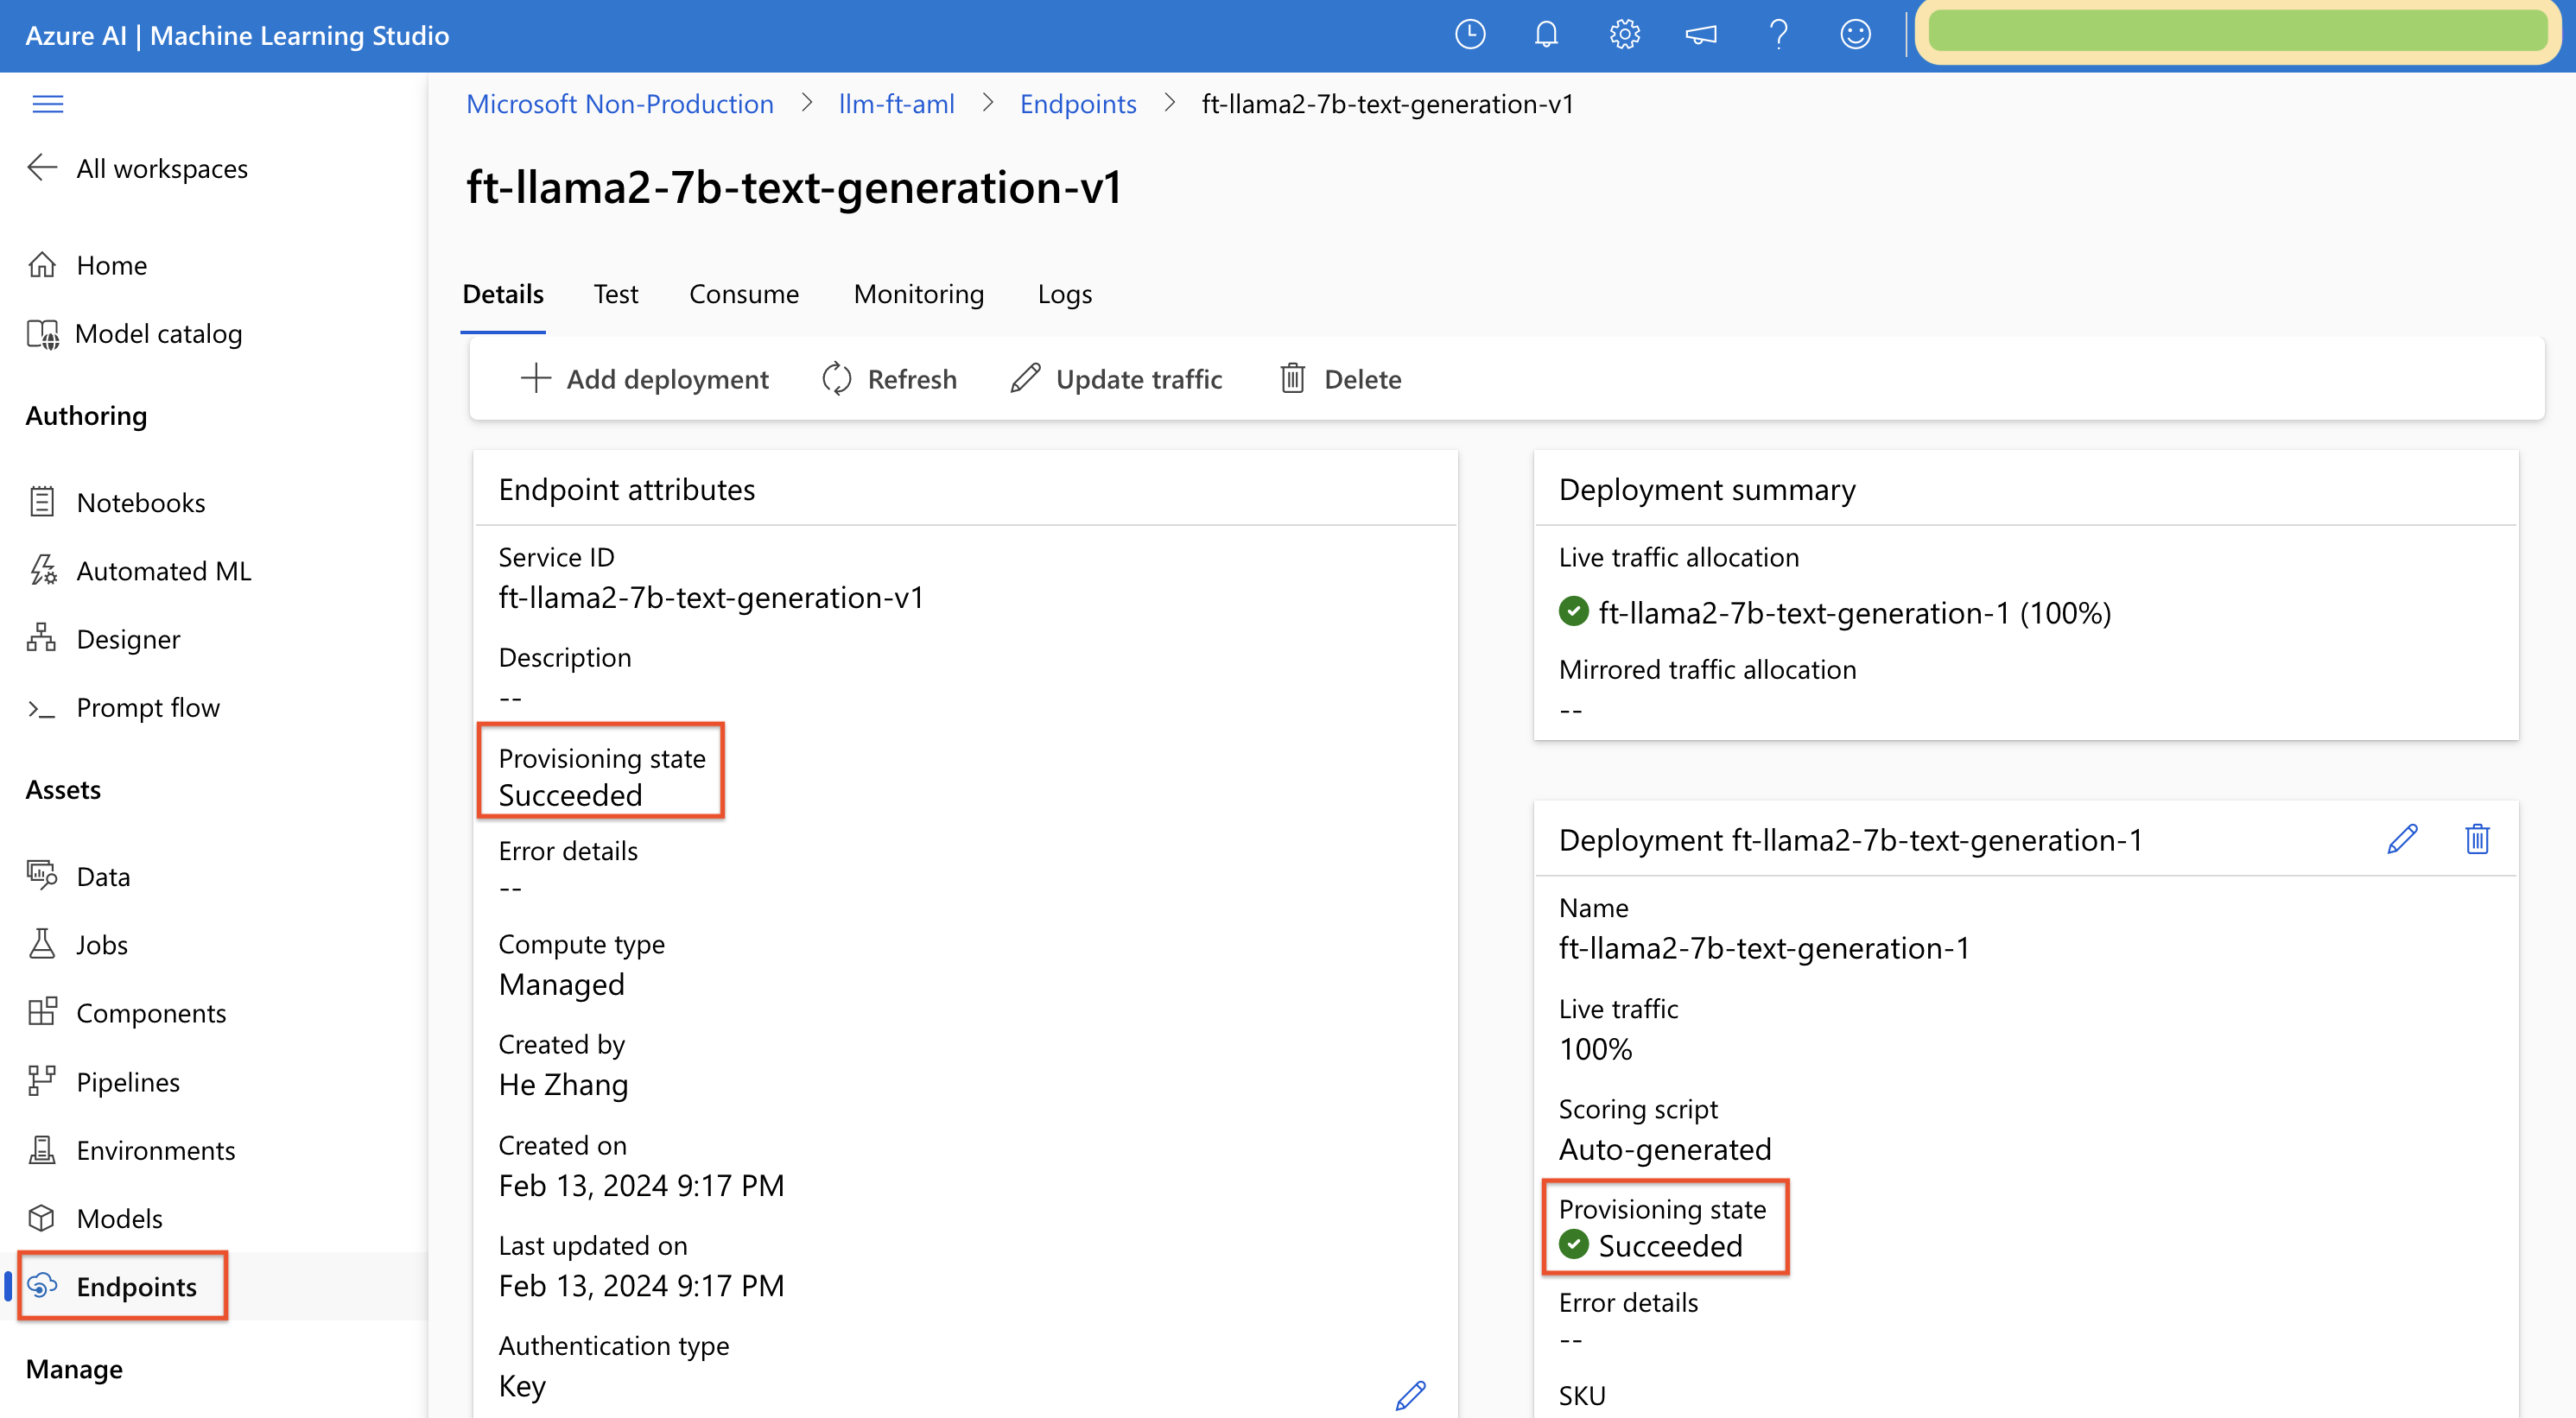 Azure AI | Machine Learning Studio
All workspaces
Home
Model catalog
Authoring
Notebooks
Automated ML
Designer
Prompt flow
Assets
Data
Jobs
Components
Pipelines
Environments
Models
Endpoints
Manage
Microsoft Non-Production > llm-ft-aml > Endpoints > ft-llama2-7b-text-generation-v1
ft-llama2-7b-text-generation-v1
Details Test Consume Monitoring Logs
Add deployment Refresh Update traffic Delete
Endpoint attributes
Service ID
ft-llama2-7b-text-generation-v1
Description
--
Provisioning state
Succeeded
Error details
--
Compute type
Managed
Created by
He Zhang
Created on
Feb 13, 2024 9:17 PM
Last updated on
Feb 13, 2024 9:17 PM
Authentication type
Key
Deployment summary
Live traffic allocation
ft-llama2-7b-text-generation-1 (100%)
Mirrored traffic allocation
--
Deployment ft-llama2-7b-text-generation-1
Name
ft-llama2-7b-text-generation-1
Live traffic
100%
Scoring script
Auto-generated
Provisioning state
Succeeded
Error details
--
SKU